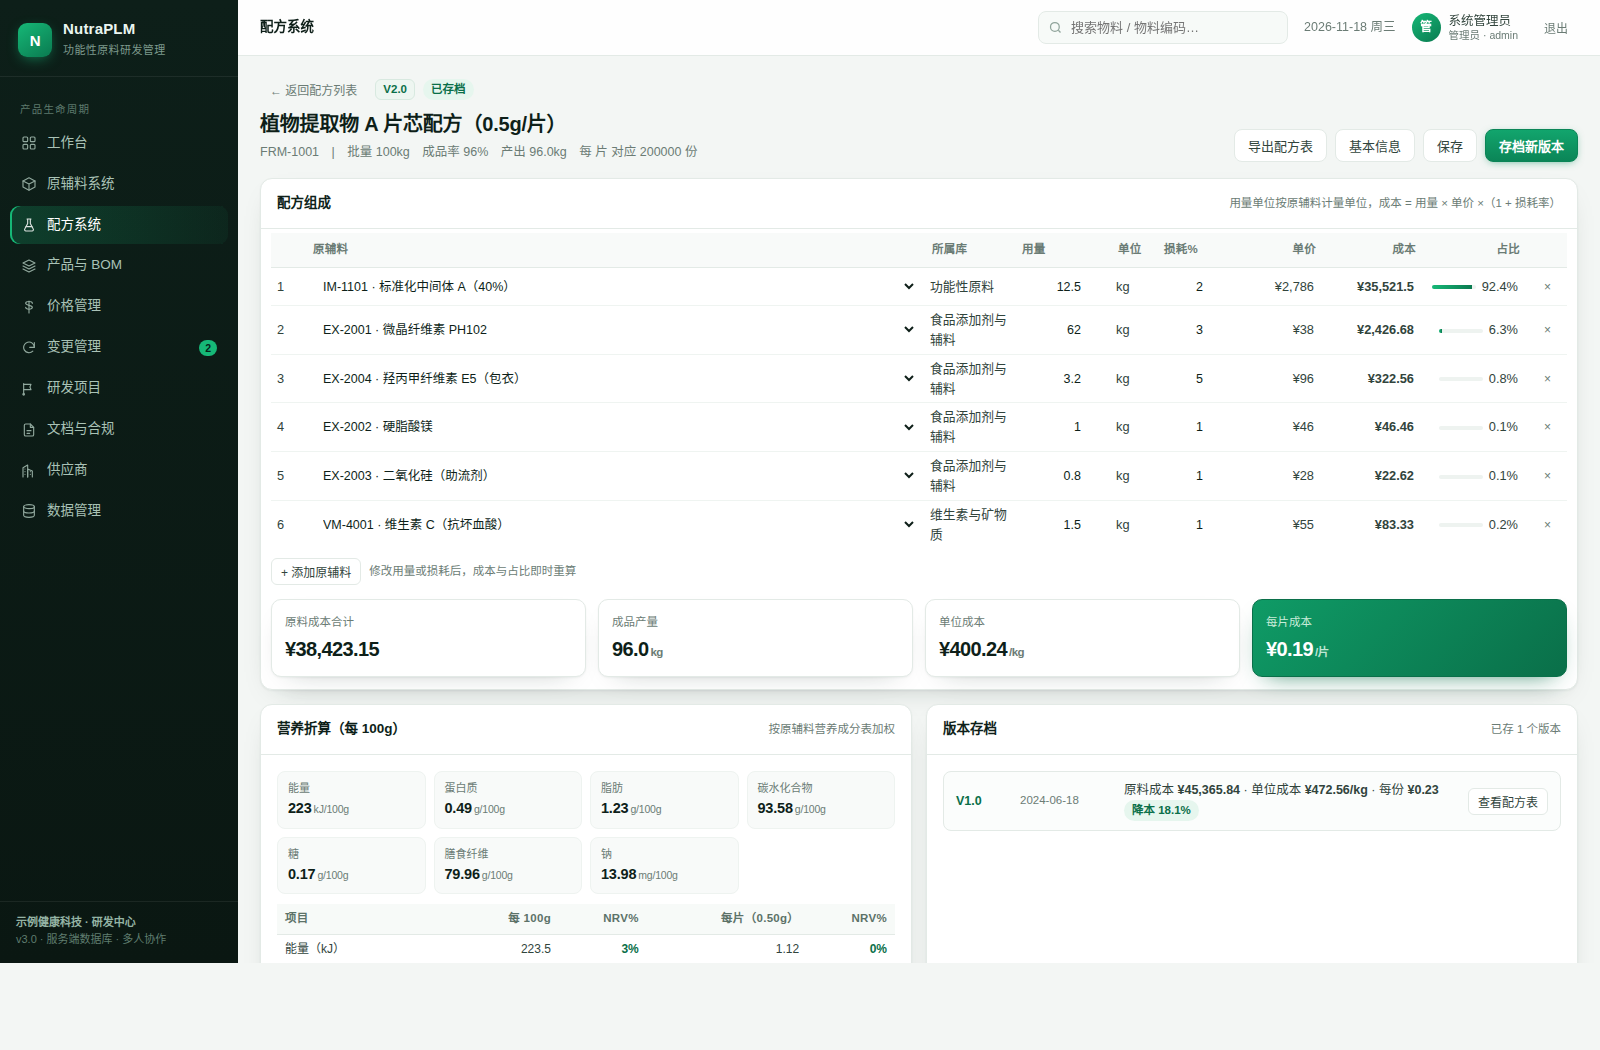 N
NutraPLM
功能性原料研发管理
产品生命周期
工作台
原辅料系统
配方系统
产品与 BOM
价格管理
变更管理
2
研发项目
文档与合规
供应商
数据管理
示例健康科技 · 研发中心
v3.0 · 服务端数据库 · 多人协作
配方系统
搜索物料 / 物料编码…
2026-11-18 周三
管
系统管理员
管理员 · admin
退出
← 返回配方列表
V2.0
已存档
植物提取物 A 片芯配方（0.5g/片）
FRM-1001 | 批量 100kg 成品率 96% 产出 96.0kg 每 片 对应 200000 份
导出配方表
基本信息
保存
存档新版本
配方组成
用量单位按原辅料计量单位，成本 = 用量 × 单价 ×（1 + 损耗率）
原辅料 所属库 用量 单位 损耗% 单价 成本 占比
1 IM-1101 · 标准化中间体 A（40%） 功能性原料 12.5 kg 2 ¥2,786 ¥35,521.5 92.4% ×
2 EX-2001 · 微晶纤维素 PH102 食品添加剂与辅料 62 kg 3 ¥38 ¥2,426.68 6.3% ×
3 EX-2004 · 羟丙甲纤维素 E5（包衣） 食品添加剂与辅料 3.2 kg 5 ¥96 ¥322.56 0.8% ×
4 EX-2002 · 硬脂酸镁 食品添加剂与辅料 1 kg 1 ¥46 ¥46.46 0.1% ×
5 EX-2003 · 二氧化硅（助流剂） 食品添加剂与辅料 0.8 kg 1 ¥28 ¥22.62 0.1% ×
6 VM-4001 · 维生素 C（抗坏血酸） 维生素与矿物质 1.5 kg 1 ¥55 ¥83.33 0.2% ×
+ 添加原辅料
修改用量或损耗后，成本与占比即时重算
原料成本合计
¥38,423.15
成品产量
96.0 kg
单位成本
¥400.24 /kg
每片成本
¥0.19 /片
营养折算（每 100g）
按原辅料营养成分表加权
能量
223 kJ/100g
蛋白质
0.49 g/100g
脂肪
1.23 g/100g
碳水化合物
93.58 g/100g
糖
0.17 g/100g
膳食纤维
79.96 g/100g
钠
13.98 mg/100g
项目 每 100g NRV% 每片（0.50g） NRV%
能量（kJ） 223.5 3% 1.12 0%
版本存档
已存 1 个版本
V1.0
2024-06-18
原料成本 ¥45,365.84 · 单位成本 ¥472.56/kg · 每份 ¥0.23
降本 18.1%
查看配方表